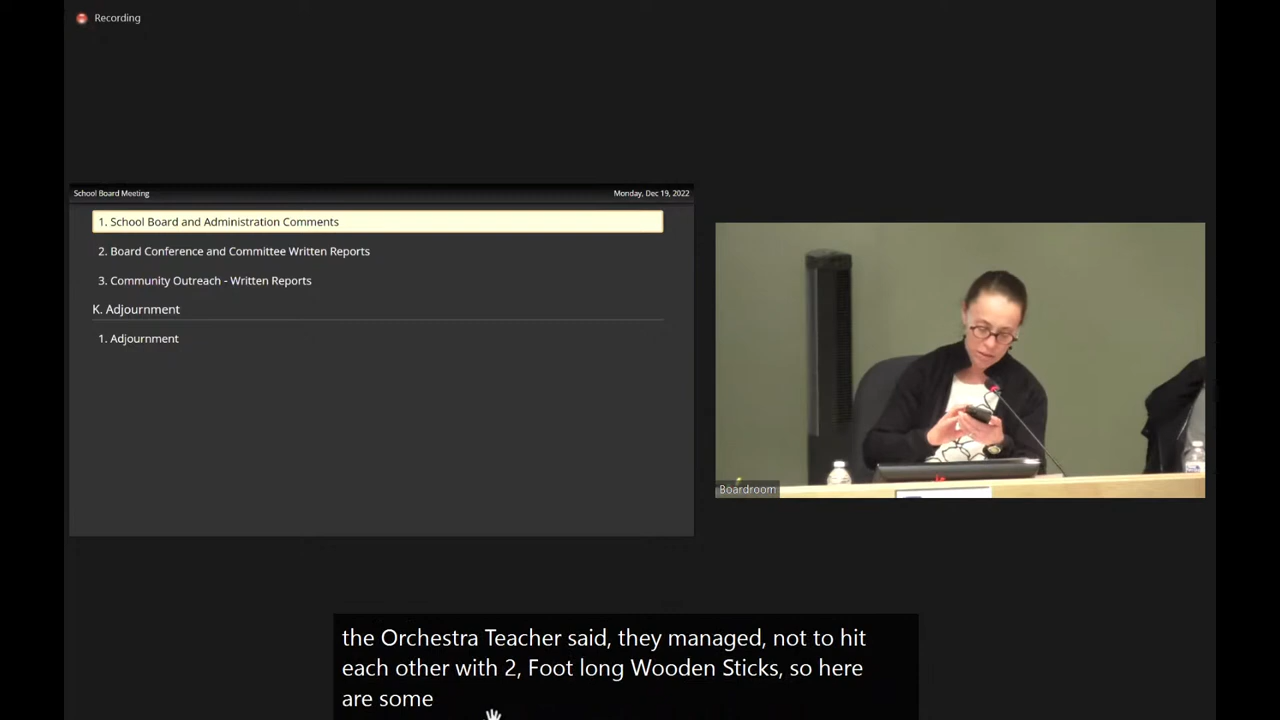 Recording
School Board Meeting
Monday, Dec 19, 2022
1. School Board and Administration Comments
2. Board Conference and Committee Written Reports
3. Community Outreach - Written Reports
K. Adjournment
1. Adjournment
Boardroom
the Orchestra Teacher said, they managed, not to hit
each other with 2, Foot long Wooden Sticks, so here
are some